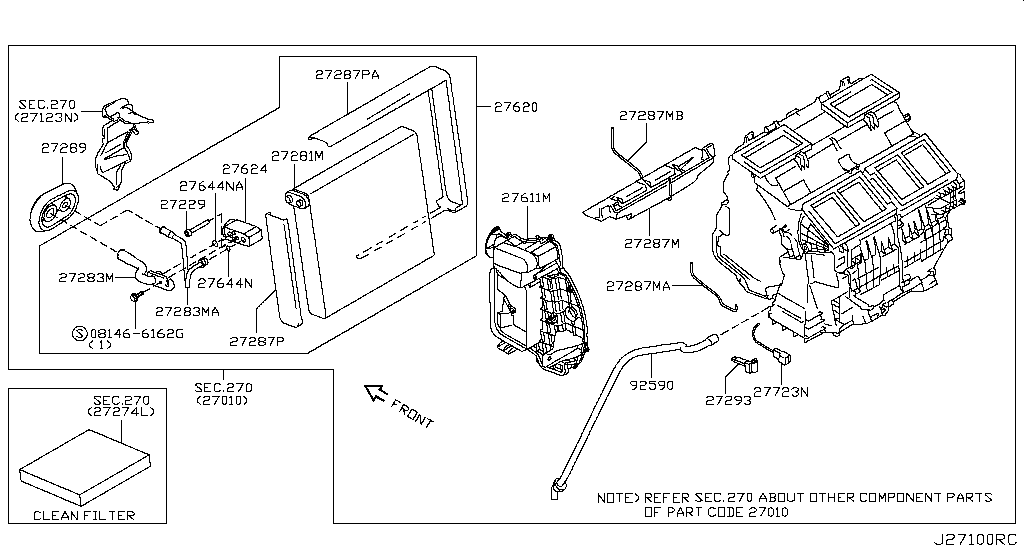 27287PA
SEC.270
(27123N)
27620
27287MB
27289
27281M
27624
27644NA
27229
27611M
27287M
27283M
27644N
27287MA
27283MA
S 08146-6162G
(1)
27287P
SEC.270
(27010)
92590
27293
27723N
FRONT
SEC.270
(27274L)
CLEAN FILTER
NOTE) REFER SEC.270 ABOUT OTHER COMPONENT PARTS
OF PART CODE 27010
J27100RC